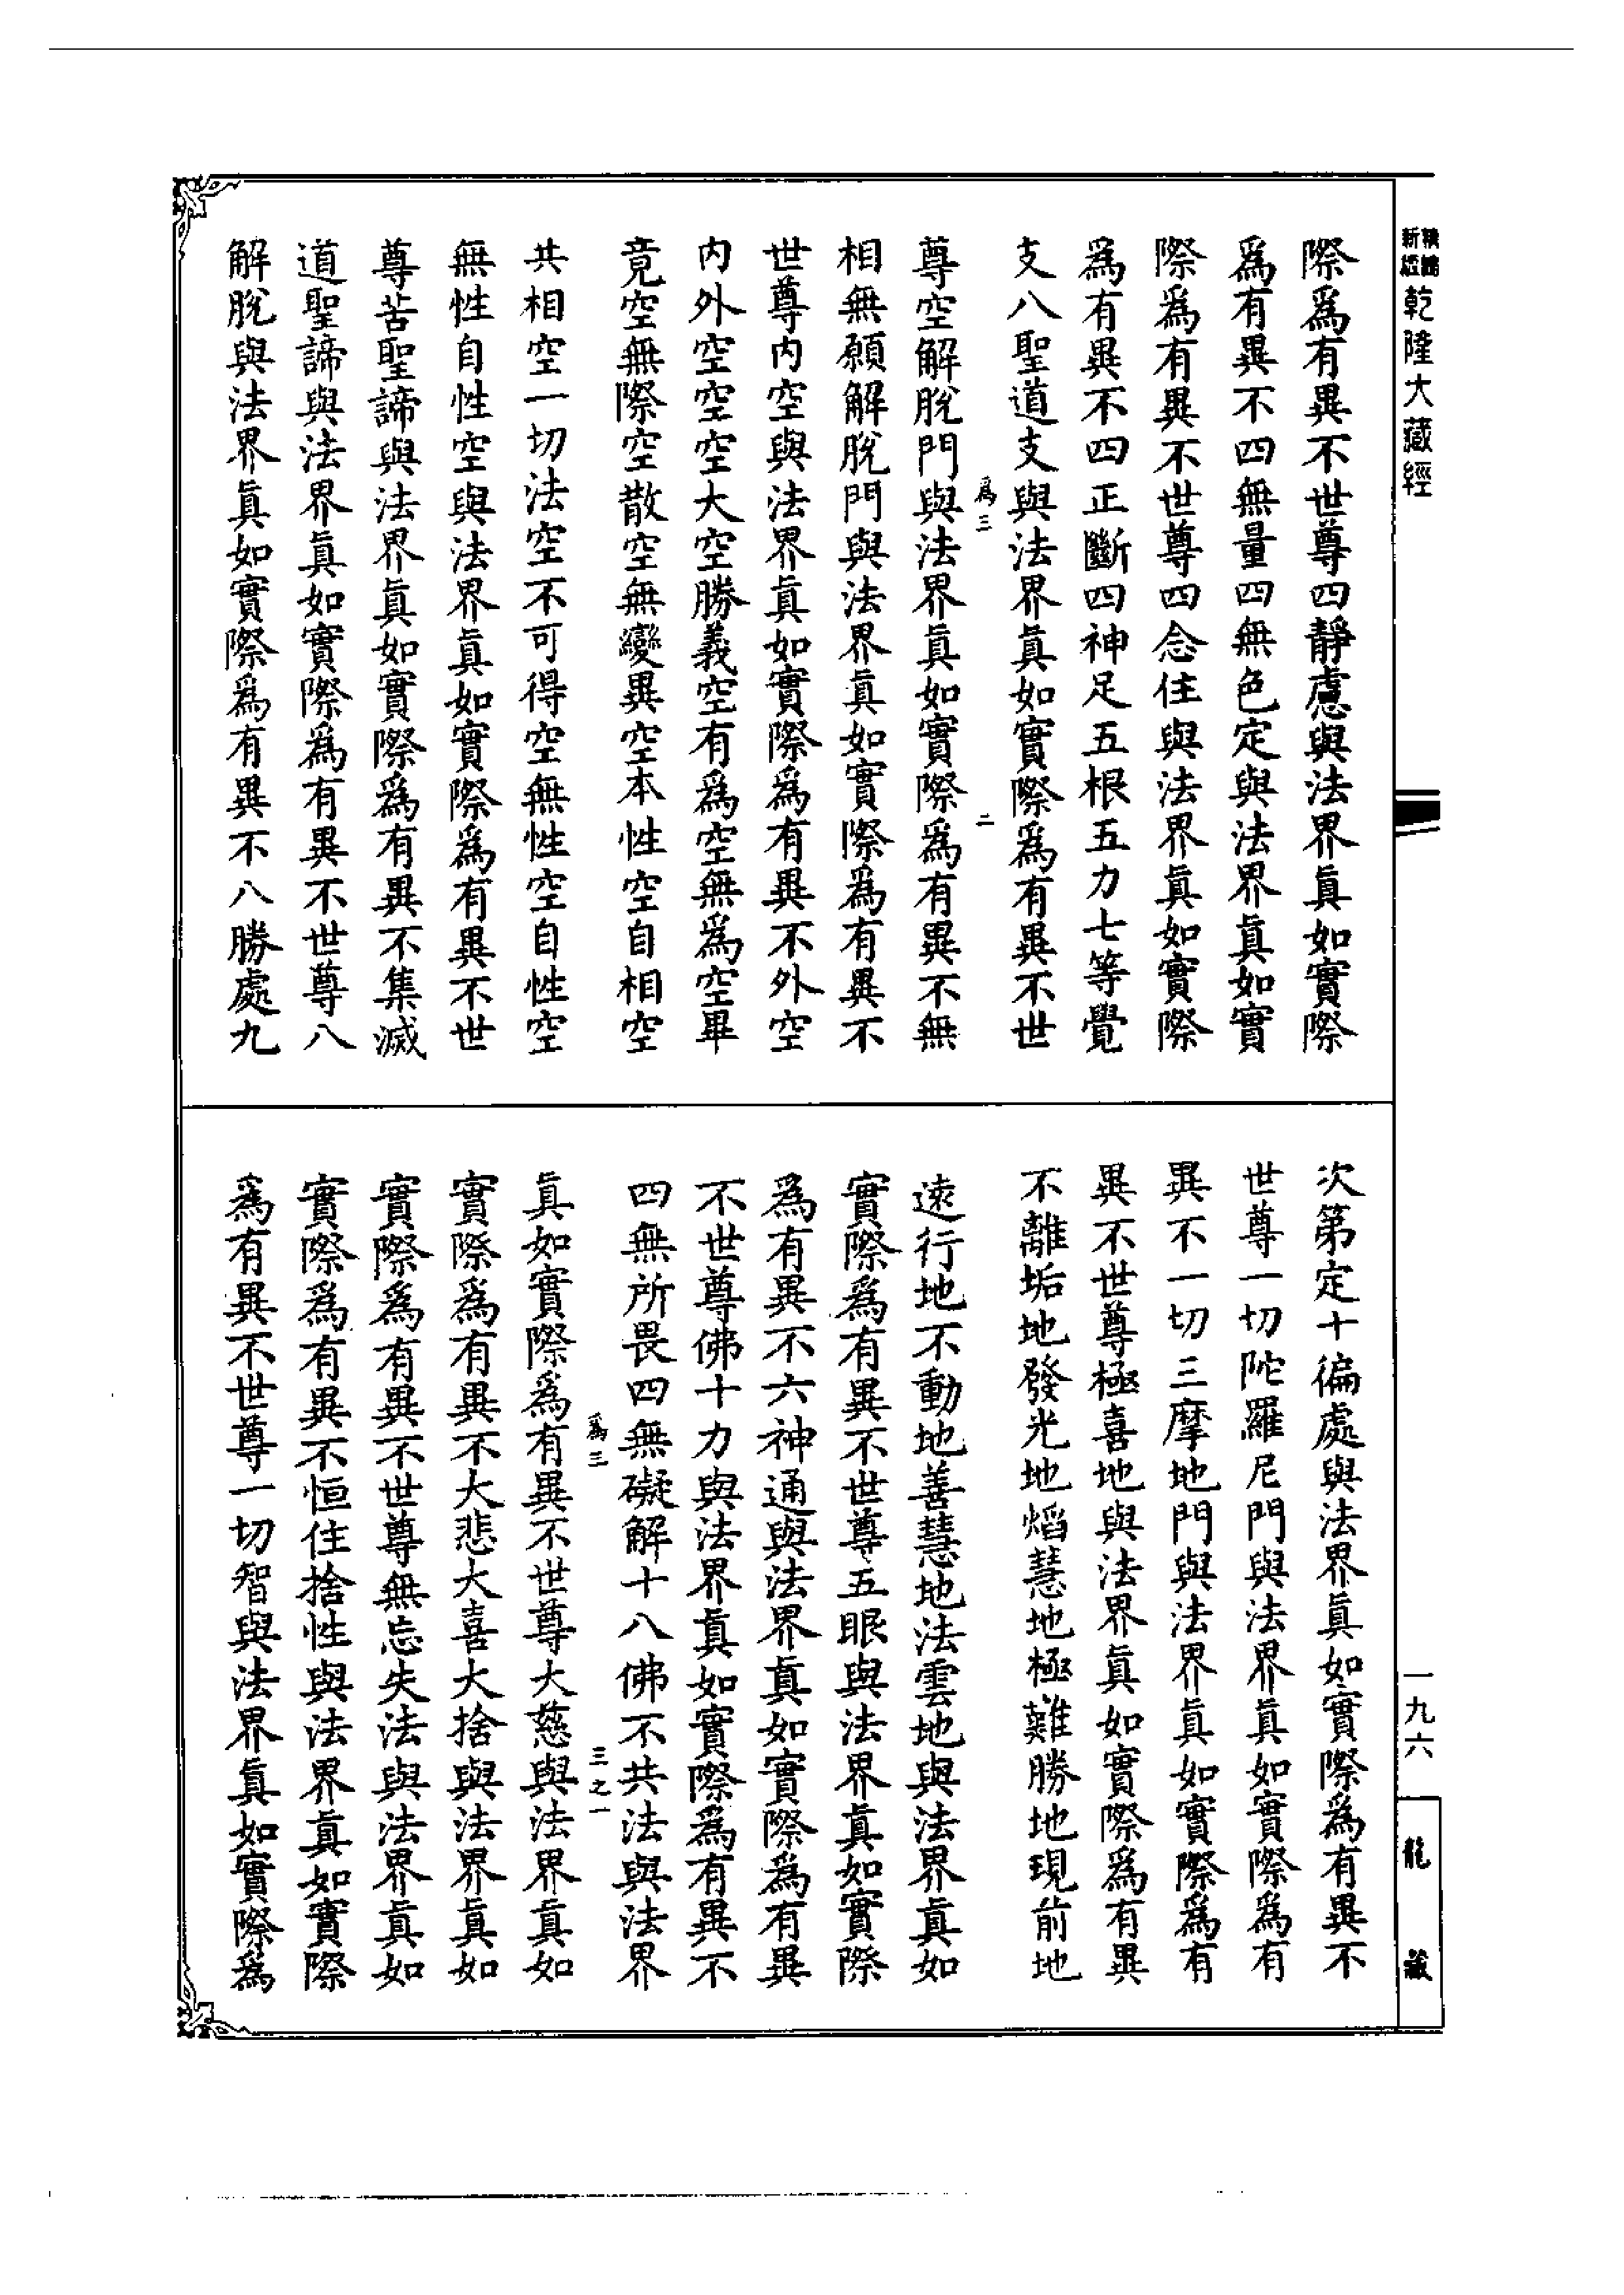 乾隆大藏經
際爲有異不世尊四靜慮與法界眞如實際
爲有異不四無量四無色定與法界眞如實
際爲有異不世尊四念住與法界眞如實際
爲有異不四正斷四神足五根五力七等覺
支八聖道支與法界眞如實際爲有異不世
爲三
二
尊空解脫門與法界眞如實際爲有異不無
相無願解脫門與法界眞如實際爲有異不
世尊內空與法界眞如實際爲有異不外空
內外空空空大空勝義空有爲空無爲空畢
竟空無際空散空無變異空本性空自相空
共相空一切法空不可得空無性空自性空
無性自性空與法界眞如實際爲有異不世
尊苦聖諦與法界眞如實際爲有異不集滅
道聖諦與法界眞如實際爲有異不世尊八
解脫與法界眞如實際爲有異不八勝處九
次第定十徧處與法界眞如實際爲有異不
世尊一切陀羅尼門與法界眞如實際爲有
異不一切三摩地門與法界眞如實際爲有
異不世尊極喜地與法界眞如實際爲有異
不離垢地發光地焰慧地極難勝地現前地
遠行地不動地善慧地法雲地與法界眞如
實際爲有異不世尊五眼與法界眞如實際
爲有異不六神通與法界眞如實際爲有異
不世尊佛十力與法界眞如實際爲有異不
四無所畏四無礙解十八佛不共法與法界
爲三
三之一
眞如實際爲有異不世尊大慈與法界眞如
實際爲有異不大悲大喜大捨與法界眞如
實際爲有異不世尊無忘失法與法界眞如
實際爲有異不恒住捨性與法界眞如實際
爲有異不世尊一切智與法界眞如實際爲
一九六
龍藏